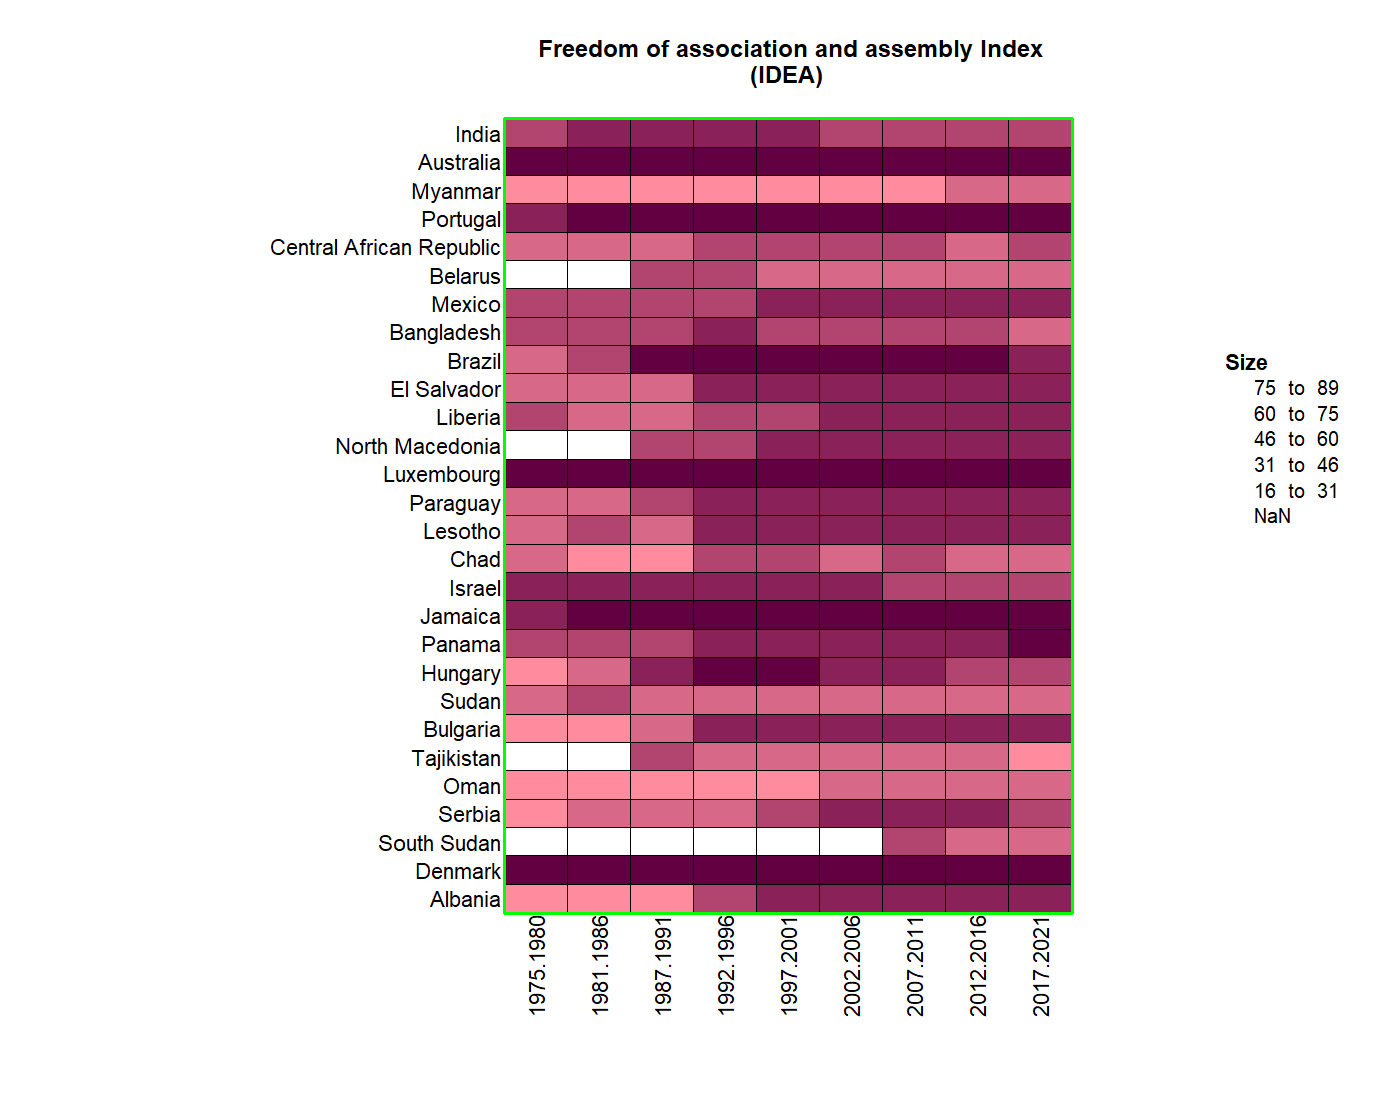 Freedom of association and assembly Index
(IDEA)
India
Australia
Myanmar
Portugal
Central African Republic
Belarus
Mexico
Bangladesh
Brazil
El Salvador
Liberia
North Macedonia
Luxembourg
Paraguay
Lesotho
Chad
Israel
Jamaica
Panama
Hungary
Sudan
Bulgaria
Tajikistan
Oman
Serbia
South Sudan
Denmark
Albania
1975.1980
1981.1986
1987.1991
1992.1996
1997.2001
2002.2006
2007.2011
2012.2016
2017.2021
Size
75 to 89
60 to 75
46 to 60
31 to 46
16 to 31
NaN